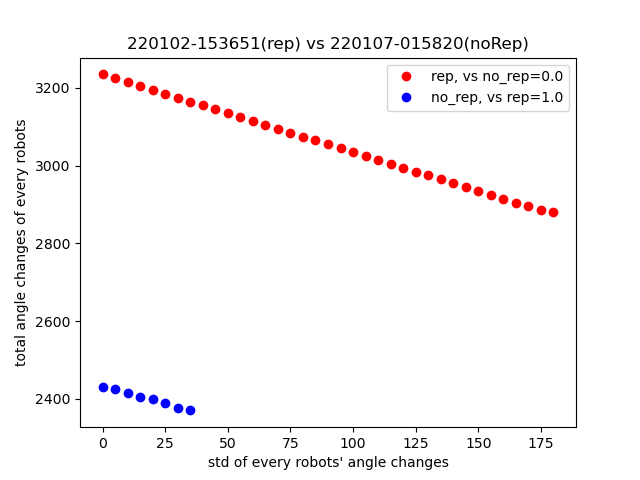 220102-153651(rep) vs 220107-015820(noRep)
rep, vs no_rep=0.0
no_rep, vs rep=1.0
total angle changes of every robots
3200
3000
2800
2600
2400
0 25 50 75 100 125 150 175
std of every robots' angle changes